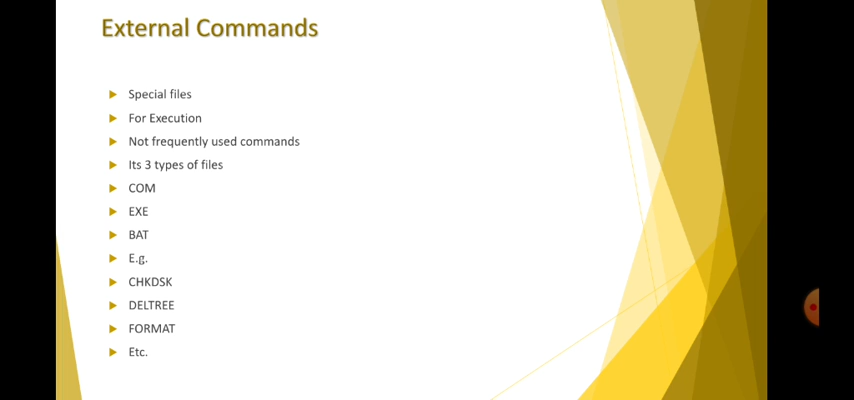 External Commands
Special files
For Execution
Not frequently used commands
Its 3 types of files
COM
EXE
BAT
E.g.
CHKDSK
DELTREE
FORMAT
Etc.